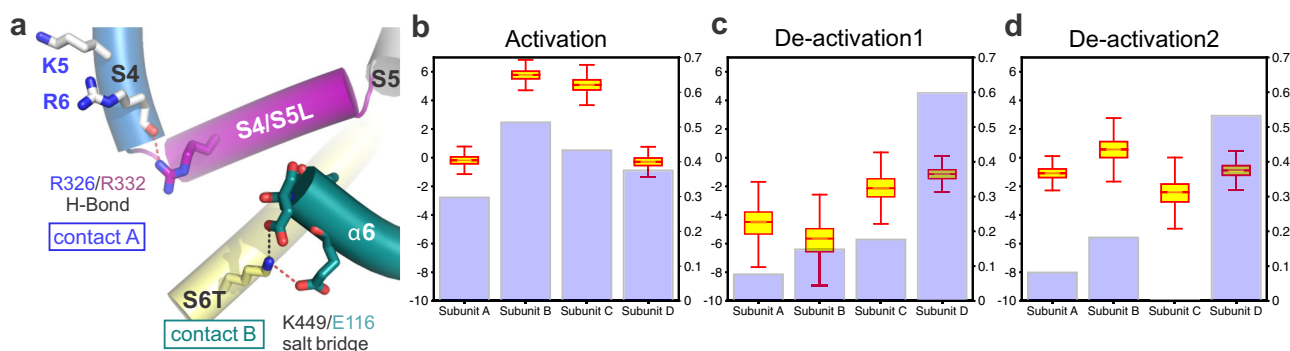 a
K5
S4
R6
S4/S5L
S5
R326/R332
H-Bond
contact A
α6
S6T
contact B
K449/E116
salt bridge
b
Activation
6
4
2
0
-2
-4
-6
-8
-10
0.7
0.6
0.5
0.4
0.3
0.2
0.1
0
Subunit A Subunit B Subunit C Subunit D
c
De-activation1
6
4
2
0
-2
-4
-6
-8
-10
0.7
0.6
0.5
0.4
0.3
0.2
0.1
0
Subunit A Subunit B Subunit C Subunit D
d
De-activation2
6
4
2
0
-2
-4
-6
-8
-10
0.7
0.6
0.5
0.4
0.3
0.2
0.1
0
Subunit A Subunit B Subunit C Subunit D